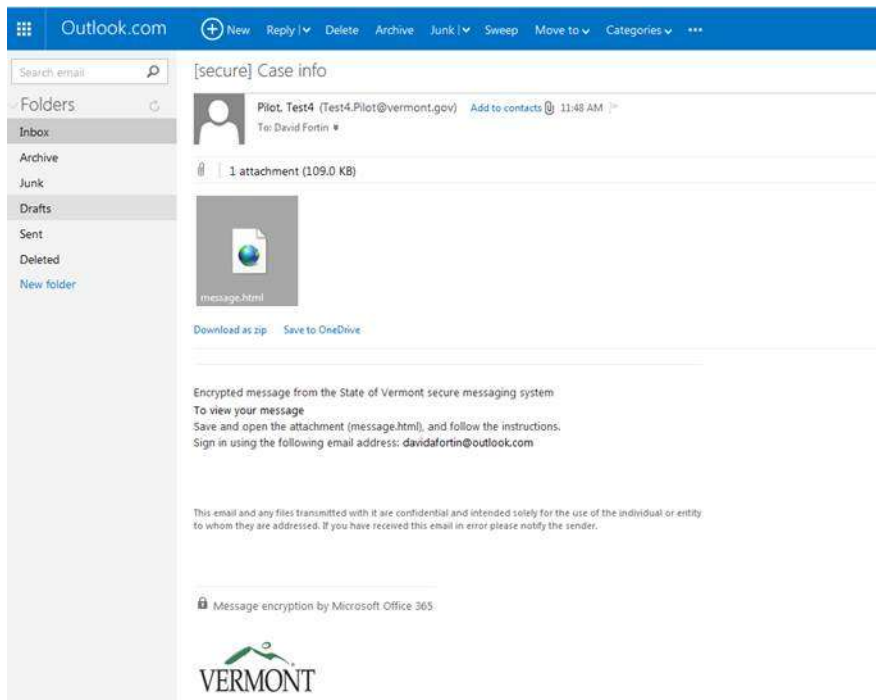 Outlook.com
New Reply Delete Archive Junk Sweep Move to Categories •••
Search email
Folders
Inbox
Archive
Junk
Drafts
Sent
Deleted
New folder
[secure] Case info
Pilot, Test4 (Test4.Pilot@vermont.gov) Add to contacts 11:48 AM
To: David Fortin
1 attachment (109.0 KB)
message.html
Download as zip Save to OneDrive
Encrypted message from the State of Vermont secure messaging system
To view your message
Save and open the attachment (message.html), and follow the instructions.
Sign in using the following email address: davidafortin@outlook.com
This email and any files transmitted with it are confidential and intended solely for the use of the individual or entity
to whom they are addressed. If you have received this email in error please notify the sender.
Message encryption by Microsoft Office 365
VERMONT